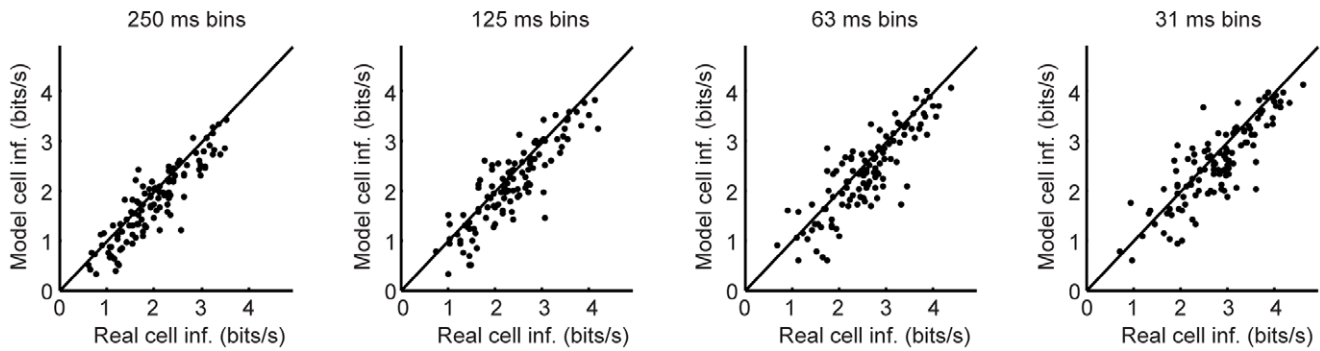 250 ms bins
Model cell inf. (bits/s)
4
3
2
1
0
0 1 2 3 4
Real cell inf. (bits/s)
125 ms bins
Model cell inf. (bits/s)
4
3
2
1
0
0 1 2 3 4
Real cell inf. (bits/s)
63 ms bins
Model cell inf. (bits/s)
4
3
2
1
0
0 1 2 3 4
Real cell inf. (bits/s)
31 ms bins
Model cell inf. (bits/s)
4
3
2
1
0
0 1 2 3 4
Real cell inf. (bits/s)